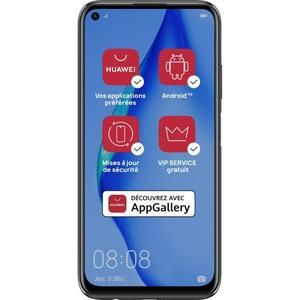 HUAWEI
Vos applications
préférées
Android™
Mises à jour
de sécurité
VIP SERVICE
gratuit
HUAWEI
DÉCOUVREZ AVEC
AppGallery
08:08
Jeu. 5 déc.